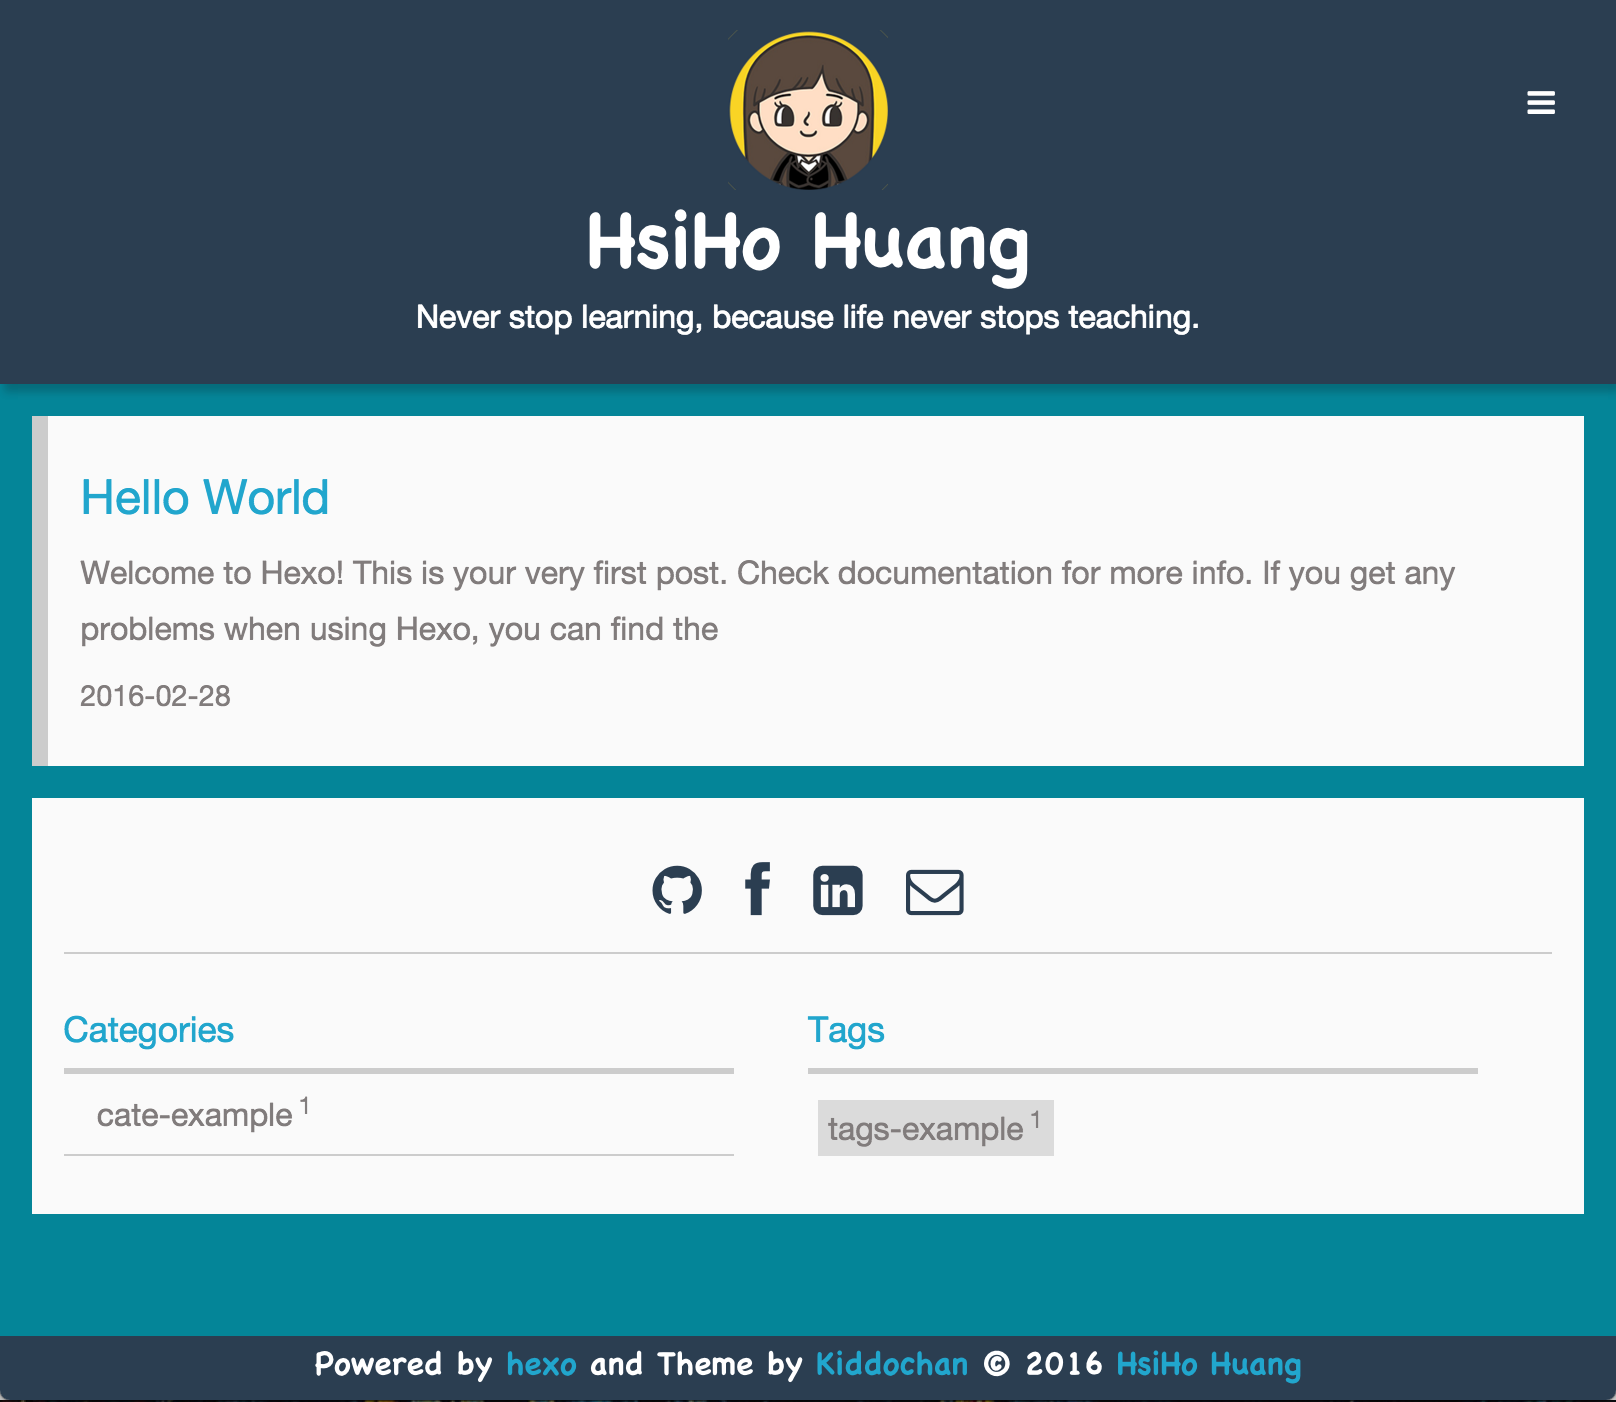 HsiHo Huang
Never stop learning, because life never stops teaching.
Hello World
Welcome to Hexo! This is your very first post. Check documentation for more info. If you get any
problems when using Hexo, you can find the
2016-02-28
Categories
cate-example 1
Tags
tags-example 1
Powered by hexo and Theme by Kiddochan © 2016 HsiHo Huang